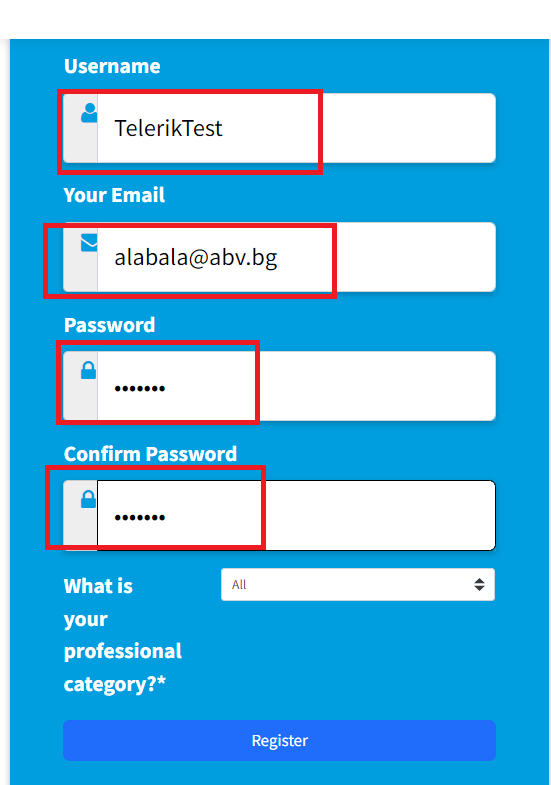 Username
TelerikTest
Your Email
alabala@abv.bg
Password
•••••••
Confirm Password
•••••••
What is
your
professional
category?*
All
Register